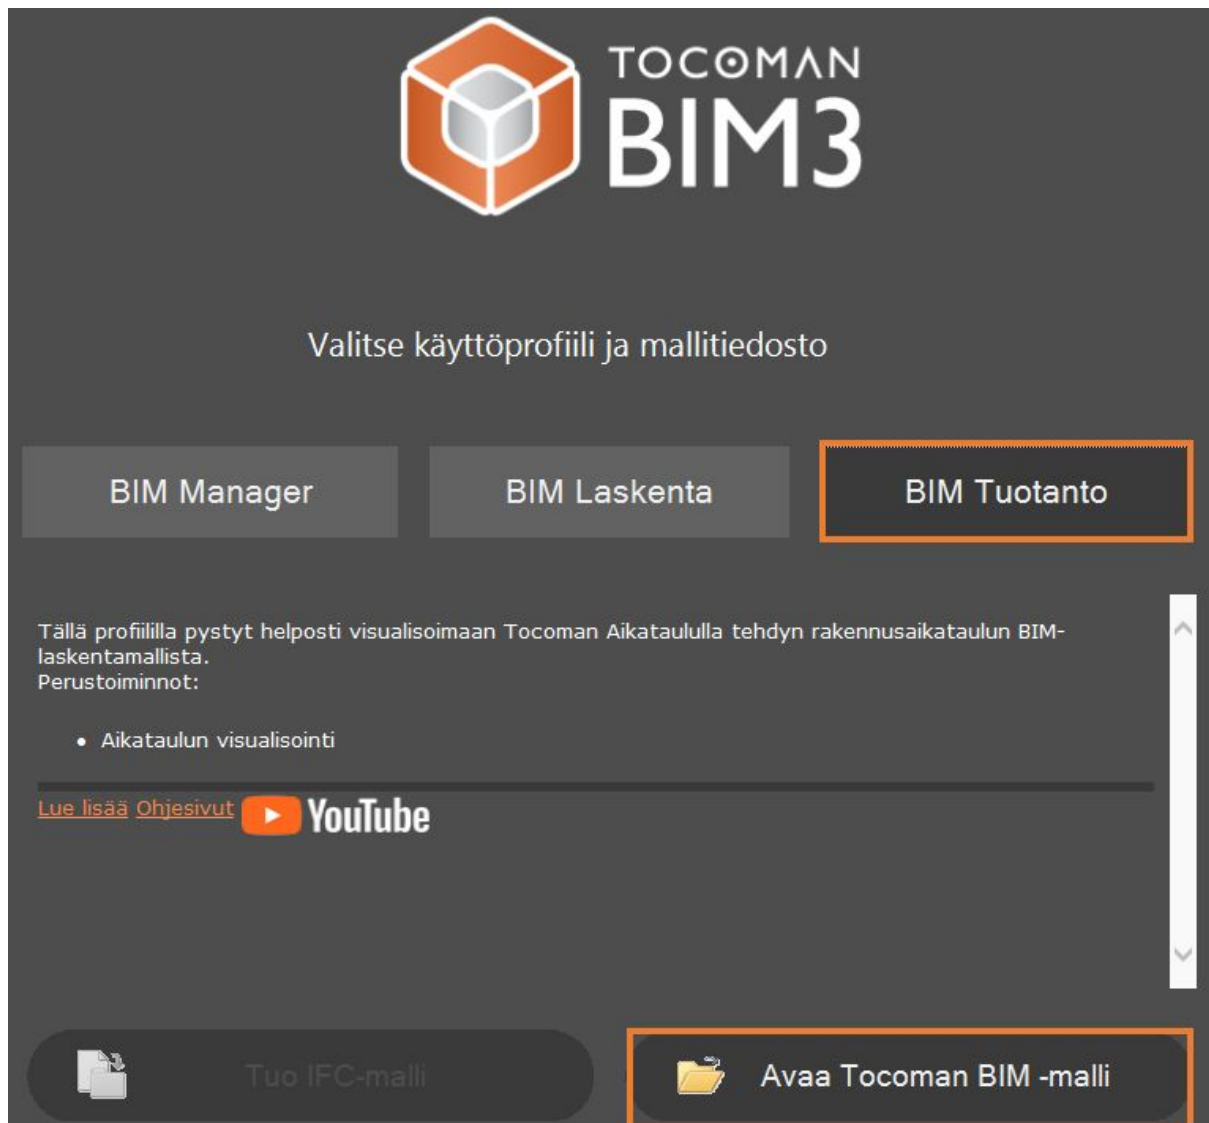 TOCOMAN
BIM3
Valitse käyttöprofiili ja mallitiedosto
BIM Manager
BIM Laskenta
BIM Tuotanto
Tällä profiililla pystyt helposti visualisoimaan Tocoman Aikataululla tehdyn rakennusaikataulun BIM-
laskentamallista.
Perustoiminnot:
• Aikataulun visualisointi
Lue lisää Ohjesivut YouTube
Tuo IFC-malli
Avaa Tocoman BIM -malli